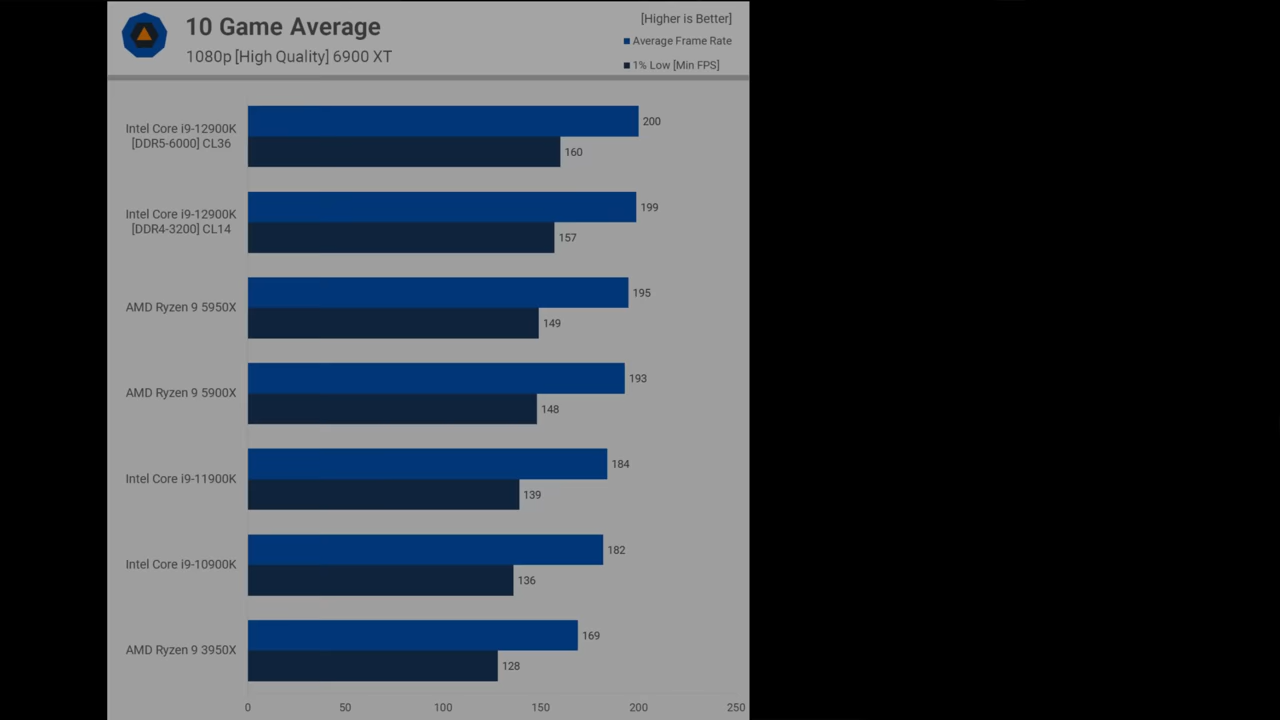 10 Game Average
1080p [High Quality] 6900 XT
[Higher is Better]
Average Frame Rate
1% Low [Min FPS]
Intel Core i9-12900K
[DDR5-6000] CL36
200
160
Intel Core i9-12900K
[DDR4-3200] CL14
199
157
AMD Ryzen 9 5950X
195
149
AMD Ryzen 9 5900X
193
148
Intel Core i9-11900K
184
139
Intel Core i9-10900K
182
136
AMD Ryzen 9 3950X
169
128
0 50 100 150 200 250